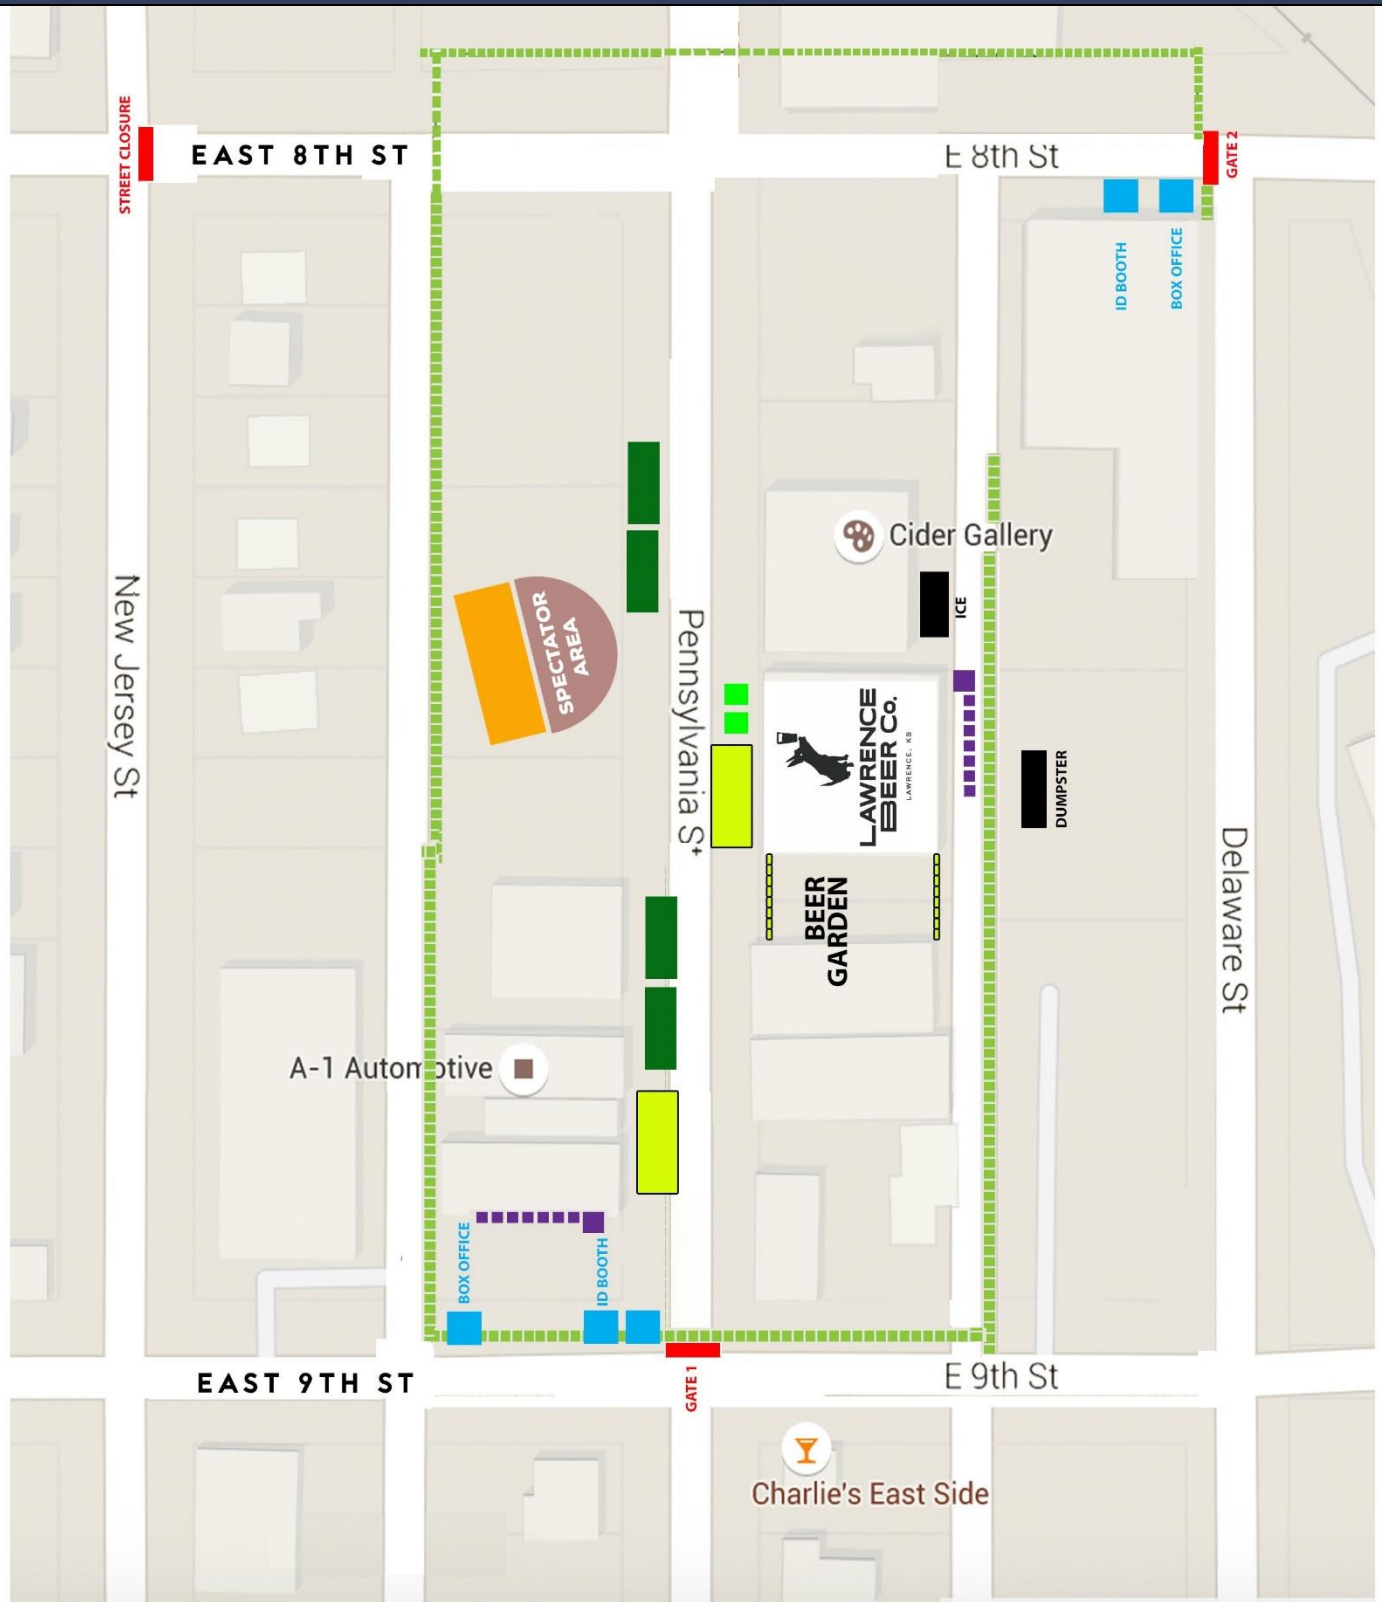 STREET CLOSURE
EAST 8TH ST
E 8th St
GATE 2
ID BOOTH
BOX OFFICE
Cider Gallery
ICE
SPECTATOR
AREA
New Jersey St
Pennsylvania St
LAWRENCE
BEER Co.
LAWRENCE, KS
DUMPSTER
BEER
GARDEN
Delaware St
A-1 Automotive
BOX OFFICE
ID BOOTH
EAST 9TH ST
GATE 1
E 9th St
Charlie's East Side